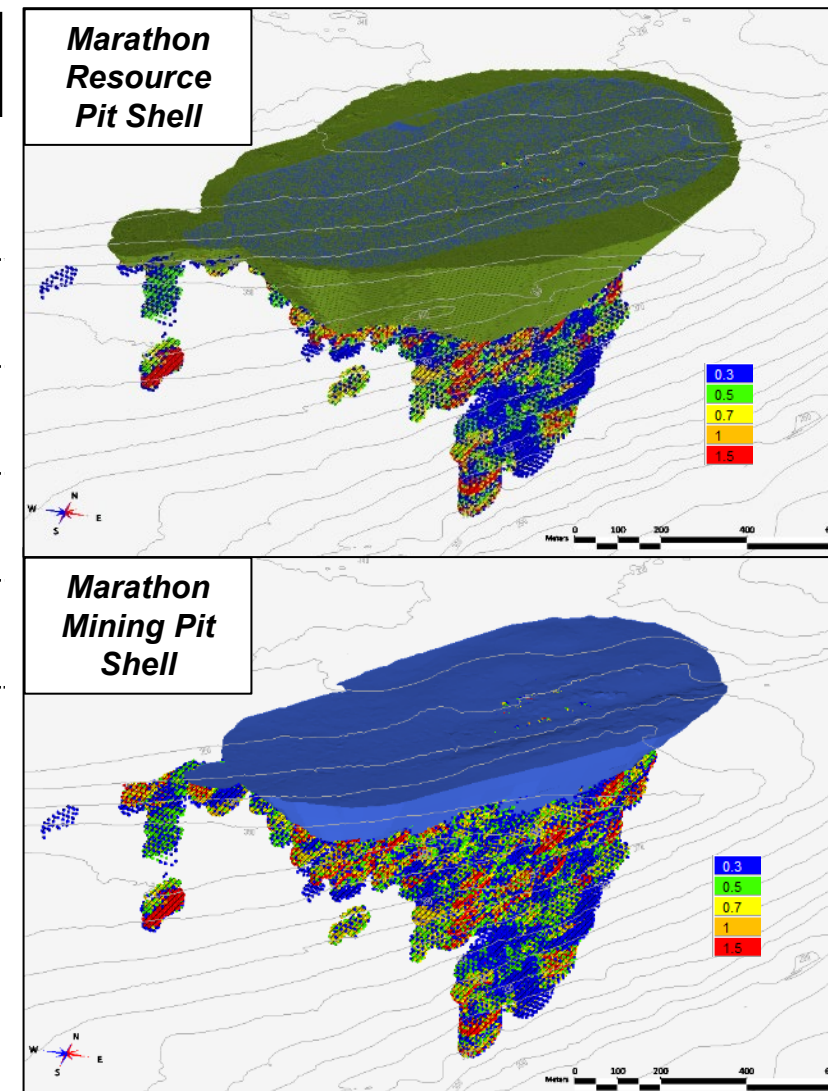 Marathon
Resource
Pit Shell
0.3
0.5
0.7
1
1.5
N
W
E
S
Meters
0 100 200 400
Marathon
Mining Pit
Shell
0.3
0.5
0.7
1
1.5
N
W
E
S
Meters
0 100 200 400